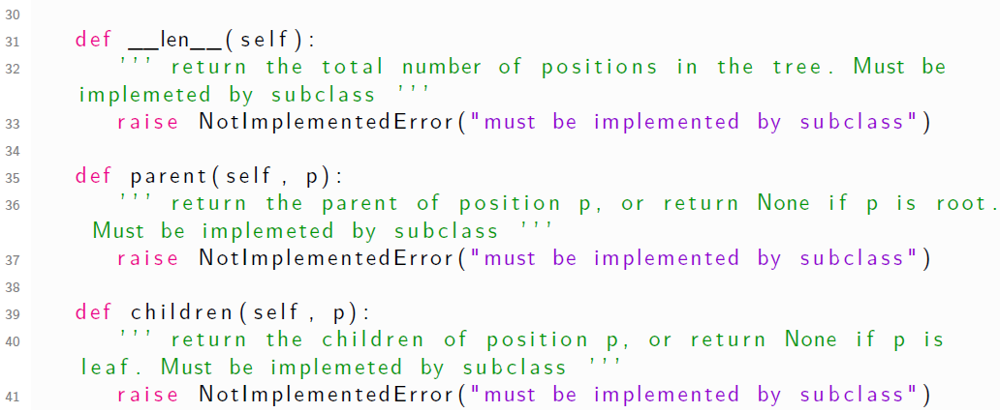 30
31 def __len__(self):
32 ''' return the total number of positions in the tree. Must be
implemeted by subclass '''
33 raise NotImplementedError("must be implemented by subclass")
34
35 def parent(self, p):
36 ''' return the parent of position p, or return None if p is root.
Must be implemeted by subclass '''
37 raise NotImplementedError("must be implemented by subclass")
38
39 def children(self, p):
40 ''' return the children of position p, or return None if p is
leaf. Must be implemeted by subclass '''
41 raise NotImplementedError("must be implemented by subclass")